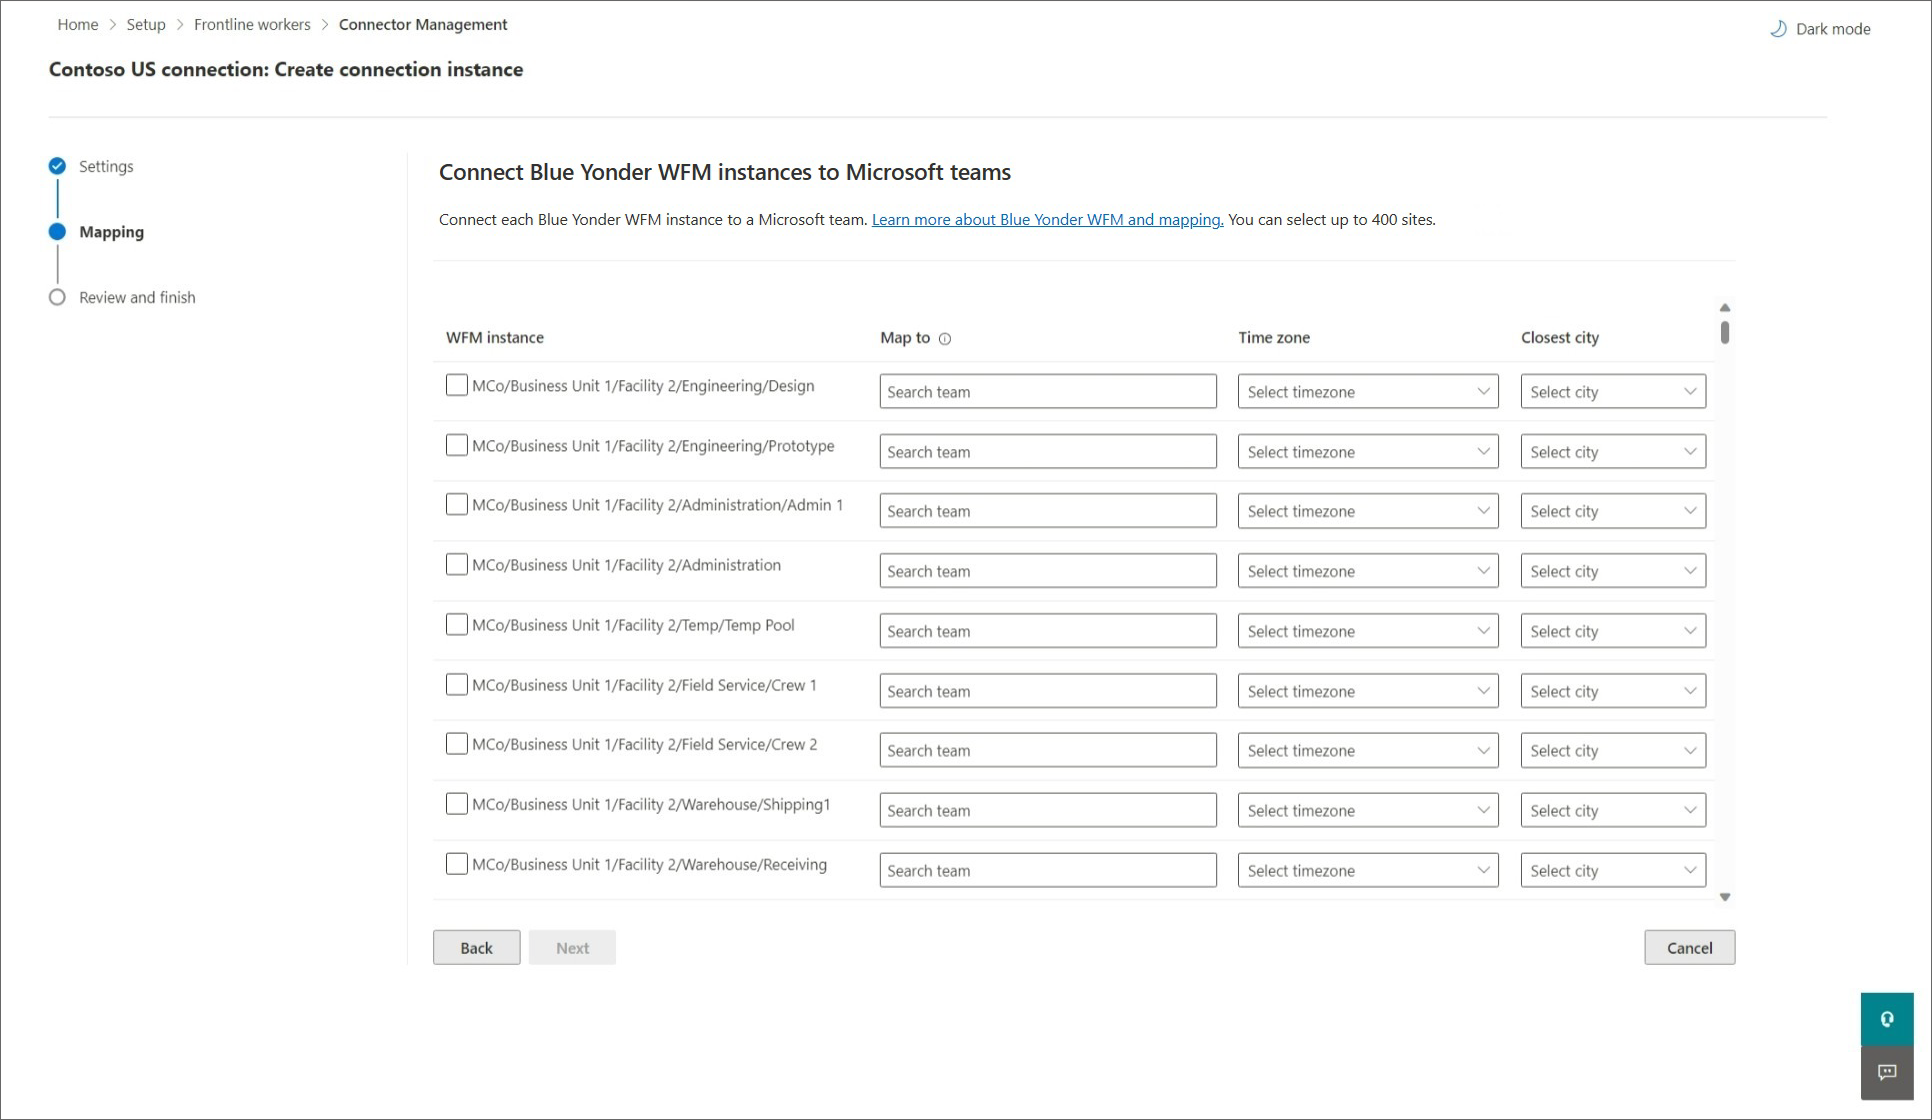 Home > Setup > Frontline workers > Connector Management
Dark mode
Contoso US connection: Create connection instance
Settings
Mapping
Review and finish
Connect Blue Yonder WFM instances to Microsoft teams
Connect each Blue Yonder WFM instance to a Microsoft team. Learn more about Blue Yonder WFM and mapping. You can select up to 400 sites.
WFM instance Map to Time zone Closest city
MCo/Business Unit 1/Facility 2/Engineering/Design Search team Select timezone Select city
MCo/Business Unit 1/Facility 2/Engineering/Prototype Search team Select timezone Select city
MCo/Business Unit 1/Facility 2/Administration/Admin 1 Search team Select timezone Select city
MCo/Business Unit 1/Facility 2/Administration Search team Select timezone Select city
MCo/Business Unit 1/Facility 2/Temp/Temp Pool Search team Select timezone Select city
MCo/Business Unit 1/Facility 2/Field Service/Crew 1 Search team Select timezone Select city
MCo/Business Unit 1/Facility 2/Field Service/Crew 2 Search team Select timezone Select city
MCo/Business Unit 1/Facility 2/Warehouse/Shipping1 Search team Select timezone Select city
MCo/Business Unit 1/Facility 2/Warehouse/Receiving Search team Select timezone Select city
Back Next Cancel